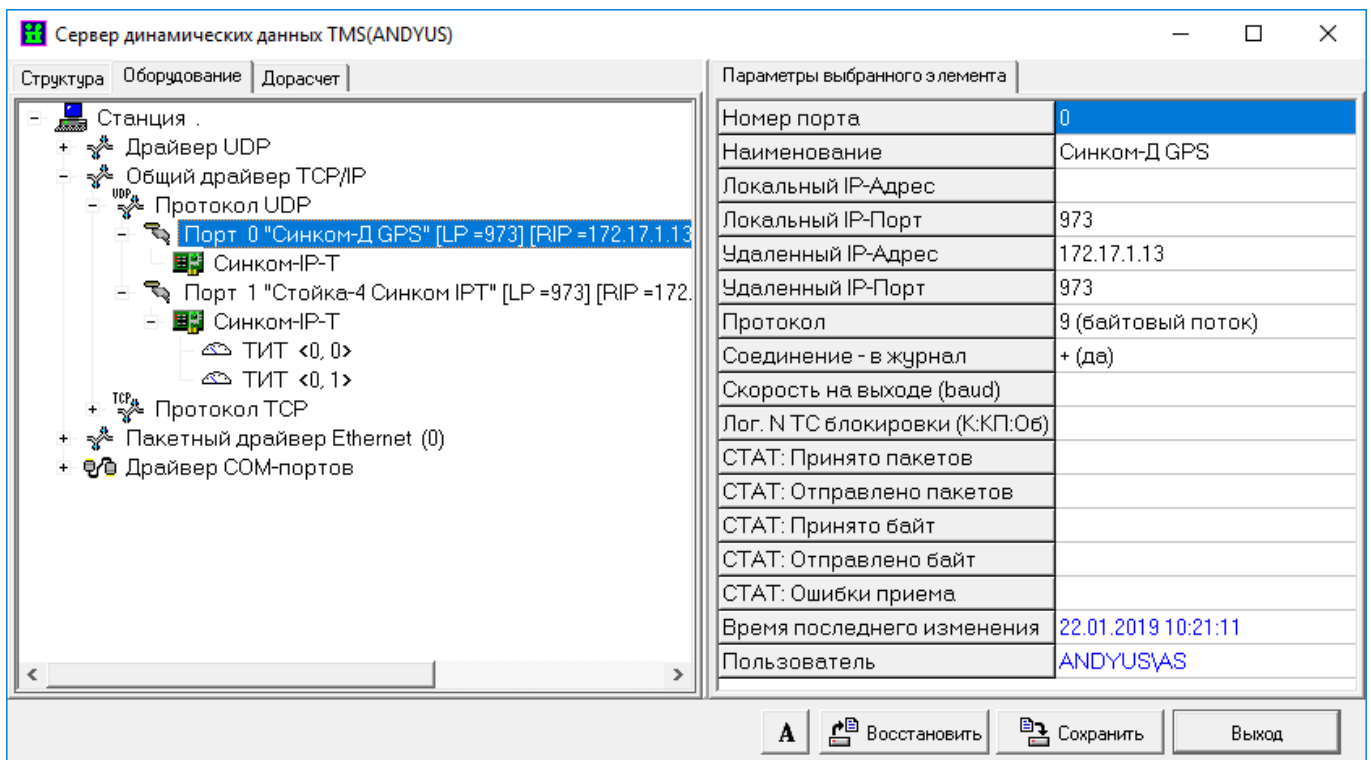 Сервер динамических данных TMS(ANDYUS)
Структура Оборудование Дорасчет
Станция .
Драйвер UDP
Общий драйвер TCP/IP
UDP Протокол UDP
Порт 0 "Синком-Д GPS" [LP =973] [RIP =172.17.1.13
Синком-IP-T
Порт 1 "Стойка-4 Синком IPT" [LP =973] [RIP =172.
Синком-IP-T
ТИТ <0, 0>
ТИТ <0, 1>
TCP Протокол TCP
Пакетный драйвер Ethernet (0)
Драйвер COM-портов
Параметры выбранного элемента
Номер порта 0
Наименование Синком-Д GPS
Локальный IP-Адрес
Локальный IP-Порт 973
Удаленный IP-Адрес 172.17.1.13
Удаленный IP-Порт 973
Протокол 9 (байтовый поток)
Соединение - в журнал + (да)
Скорость на выходе (baud)
Лог. N ТС блокировки (К:КП:Об)
СТАТ: Принято пакетов
СТАТ: Отправлено пакетов
СТАТ: Принято байт
СТАТ: Отправлено байт
СТАТ: Ошибки приема
Время последнего изменения 22.01.2019 10:21:11
Пользователь ANDYUS\AS
A Восстановить Сохранить Выход